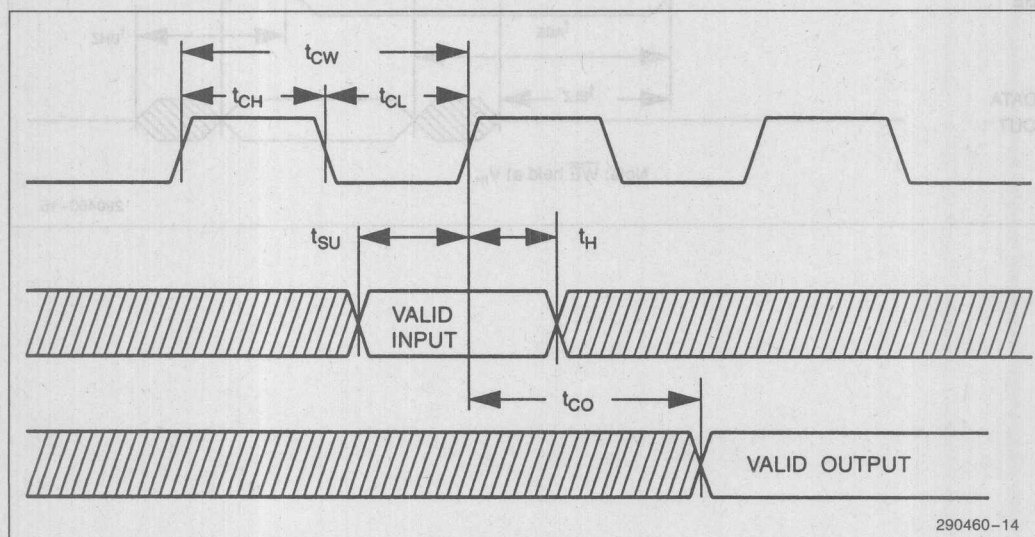 tCW
tCH
tCL
tSU
tH
VALID
INPUT
tCO
VALID OUTPUT
290460-14